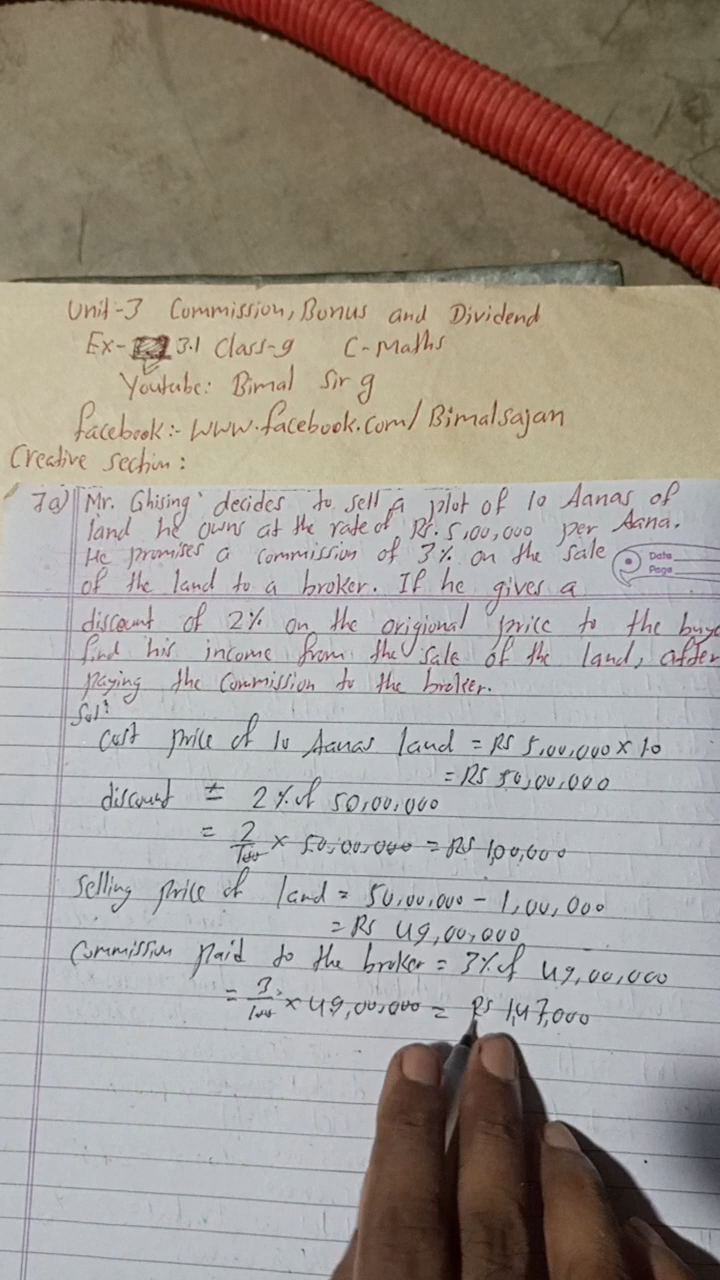 Unit-3 Commission, Bonus and Dividend
Ex- 3.1 Class-9 C-Maths
Youtube: Bimal Sir g
facebook:- www.facebook.com/Bimalsajan
Creative section:
7a) Mr. Ghising decides to sell a plot of 10 Aanas of
land he owns at the rate of Rs. 5,00,000 per Aana.
He promises a commission of 3% on the sale
Date
Page
of the land to a broker. If he gives a
discount of 2% on the origional price to the buye
find his income from the sale of the land, after
paying the commission to the broker.
Sol:
Cost price of 10 Aanas land = RS 5,00,000 × 10
= RS 50,00,000
discount = 2% of 50,00,000
= 2/100 × 50,00,000 = RS 1,00,000
Selling price of land = 50,00,000 - 1,00,000
= RS 49,00,000
Commission paid to the broker = 3% of 49,00,000
= 3/100 × 49,00,000 = RS 1,47,000